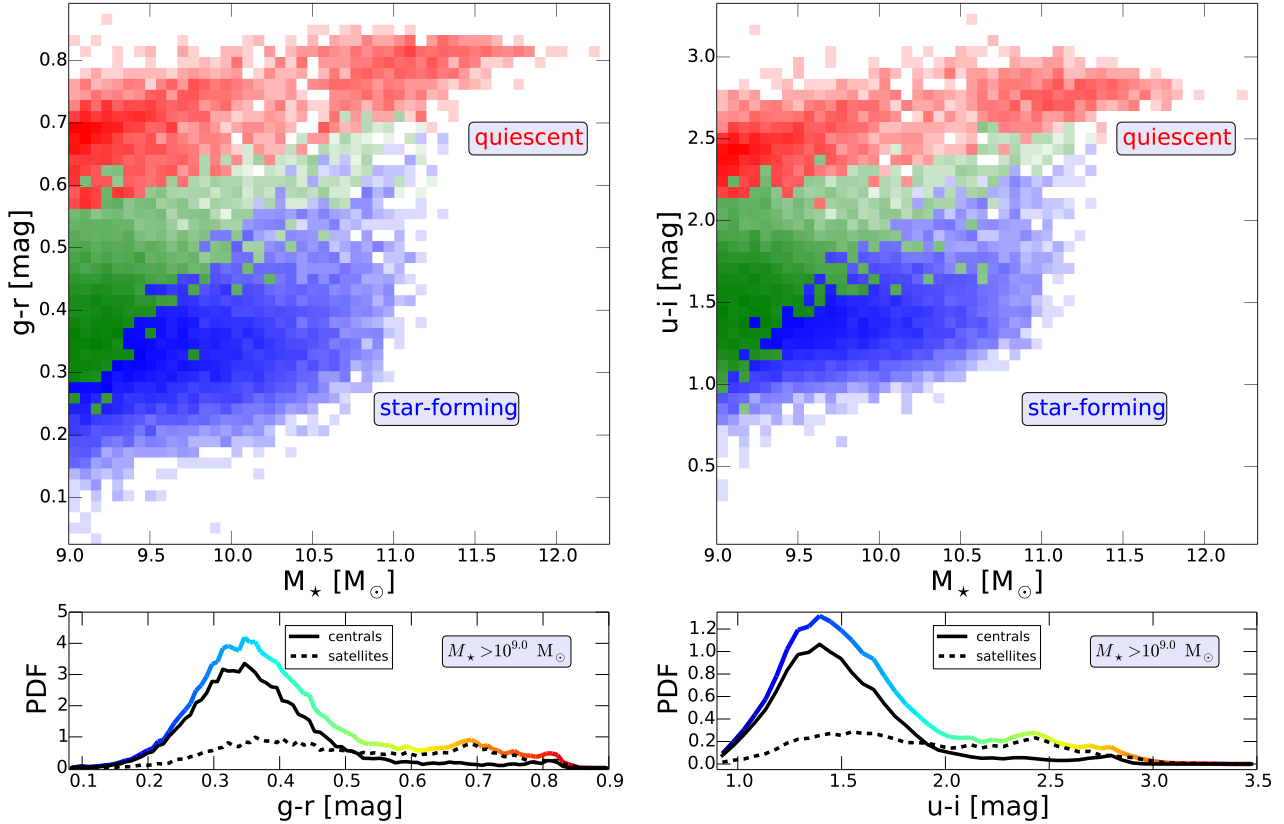 0.8
0.7
0.6
0.5
0.4
0.3
0.2
0.1
g-r [mag]
quiescent
star-forming
9.0 9.5 10.0 10.5 11.0 11.5 12.0
M⋆ [M⊙]
3.0
2.5
2.0
1.5
1.0
0.5
u-i [mag]
quiescent
star-forming
9.0 9.5 10.0 10.5 11.0 11.5 12.0
M⋆ [M⊙]
5
4
3
2
1
0
PDF
centrals
satellites
M⋆>10^9.0 M⊙
0.1 0.2 0.3 0.4 0.5 0.6 0.7 0.8 0.9
g-r [mag]
1.2
1.0
0.8
0.6
0.4
0.2
0.0
PDF
centrals
satellites
M⋆>10^9.0 M⊙
1.0 1.5 2.0 2.5 3.0 3.5
u-i [mag]